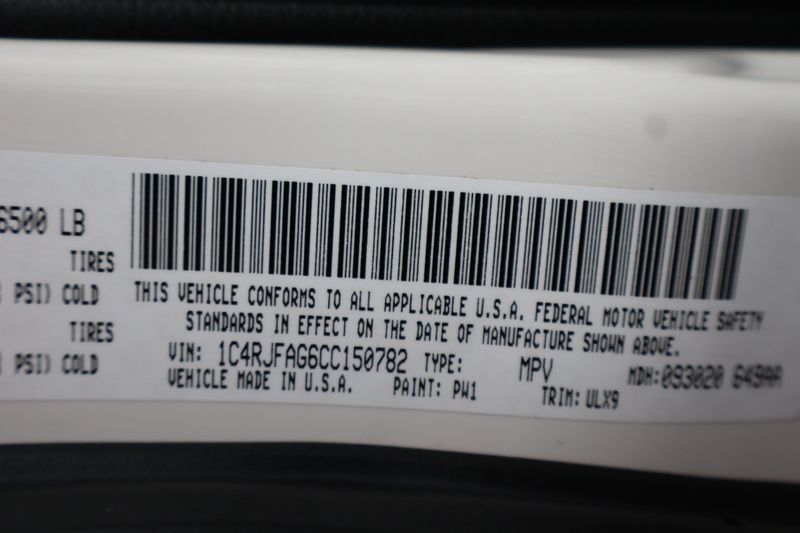 6500 LB
TIRES
PSI) COLD
TIRES
PSI) COLD
THIS VEHICLE CONFORMS TO ALL APPLICABLE U.S.A. FEDERAL MOTOR VEHICLE SAFETY
STANDARDS IN EFFECT ON THE DATE OF MANUFACTURE SHOWN ABOVE.
VIN: 1C4RJFAG6CC150782 TYPE: MPV MDH:093020 649AA
VEHICLE MADE IN U.S.A. PAINT: PW1 TRIM: ULX9